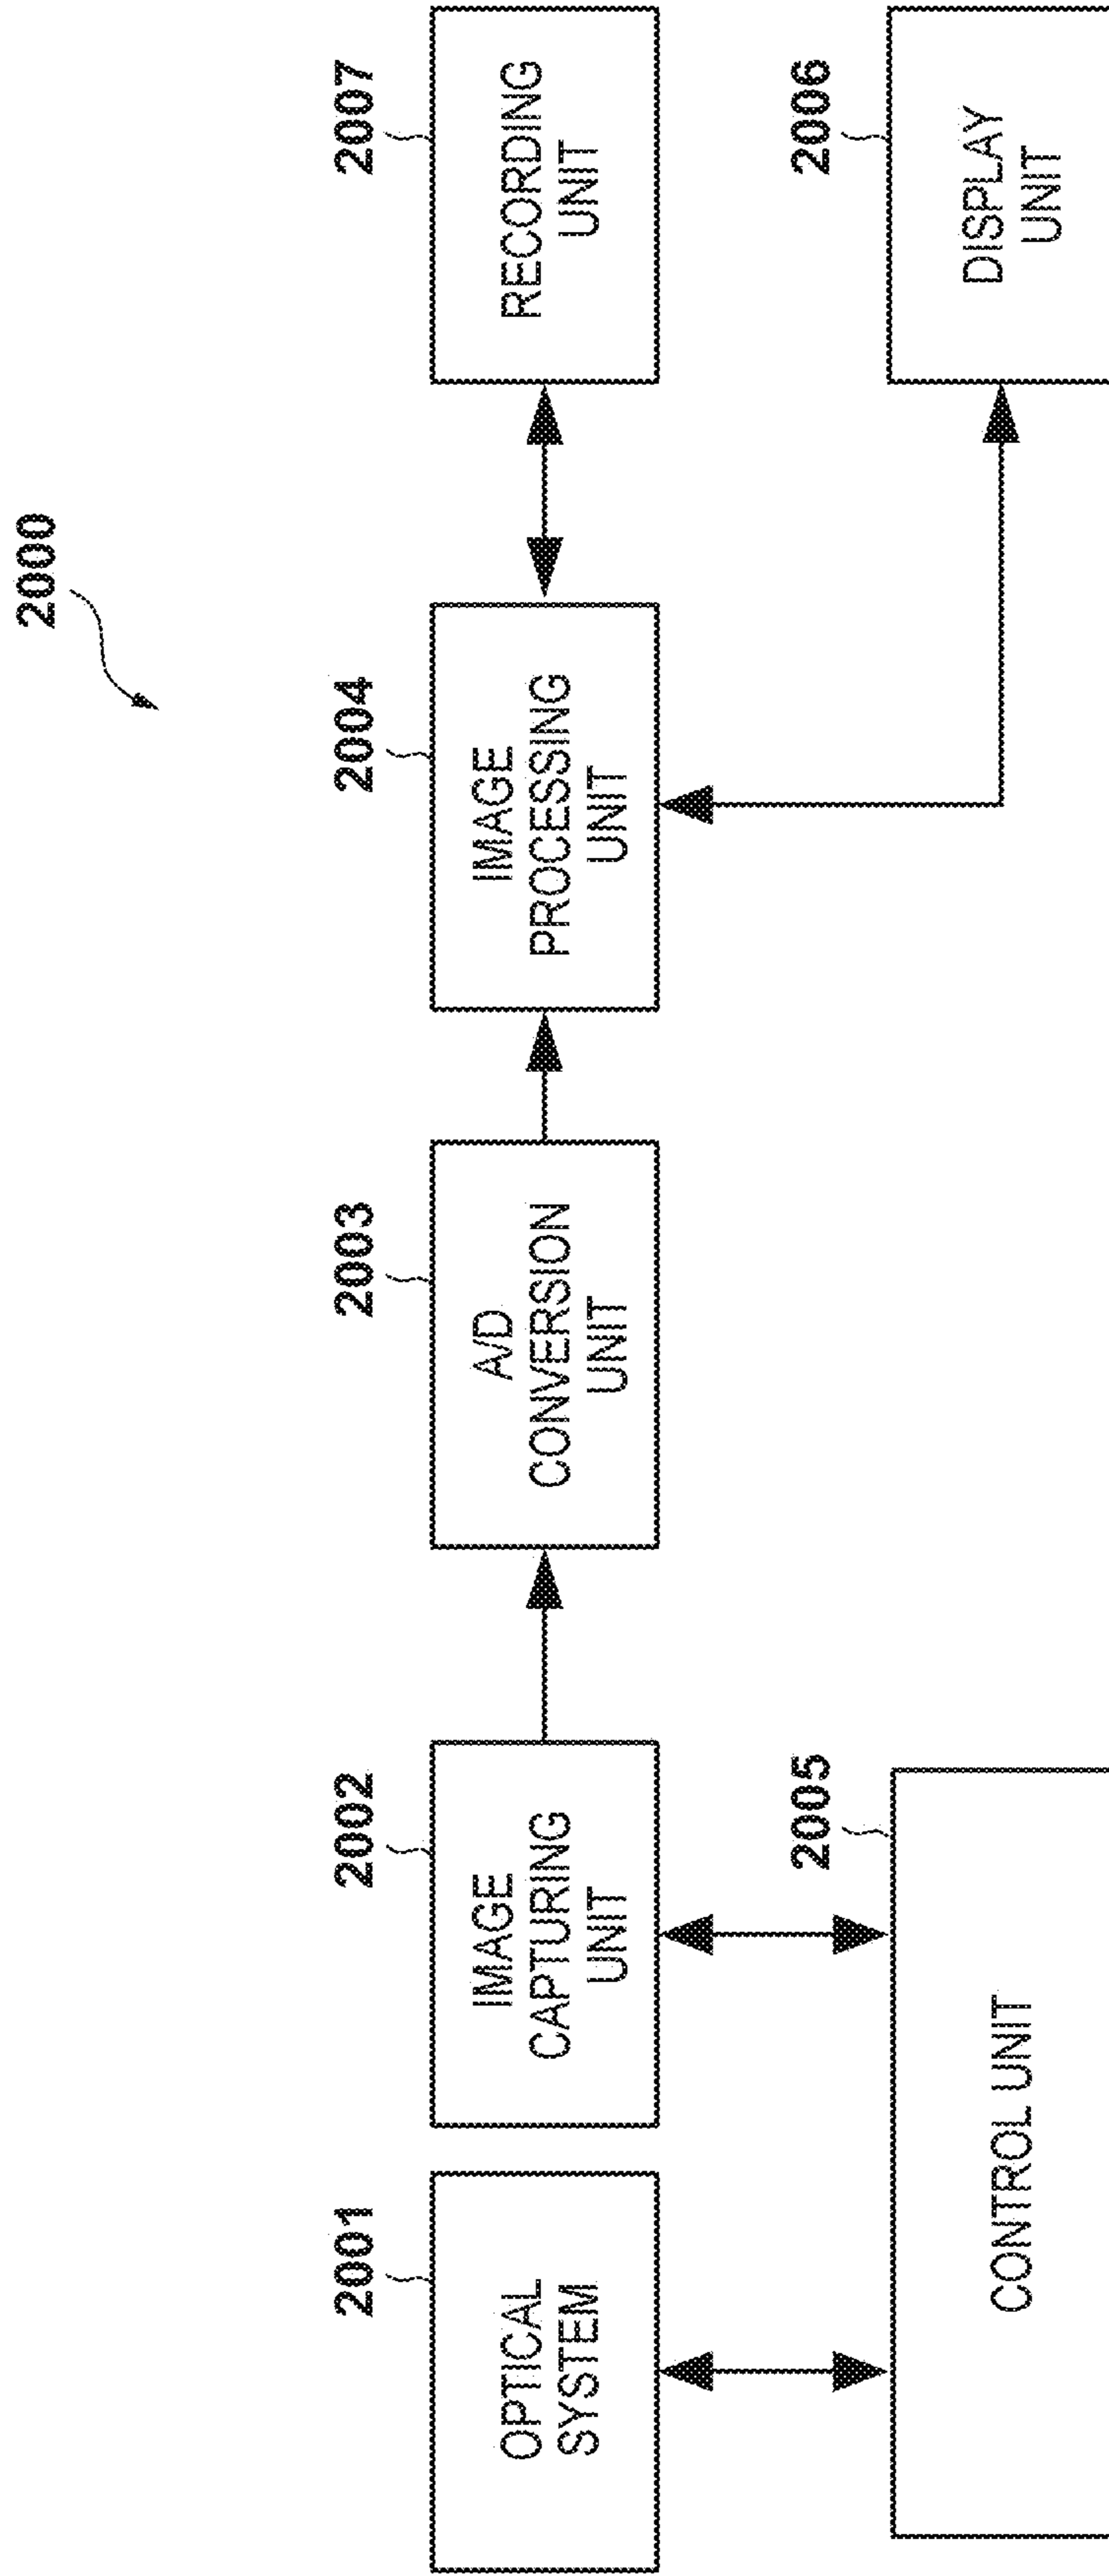 2000
2001
OPTICAL
SYSTEM
2002
IMAGE
CAPTURING
UNIT
2003
A/D
CONVERSION
UNIT
2004
IMAGE
PROCESSING
UNIT
2007
RECORDING
UNIT
2005
CONTROL UNIT
2006
DISPLAY
UNIT